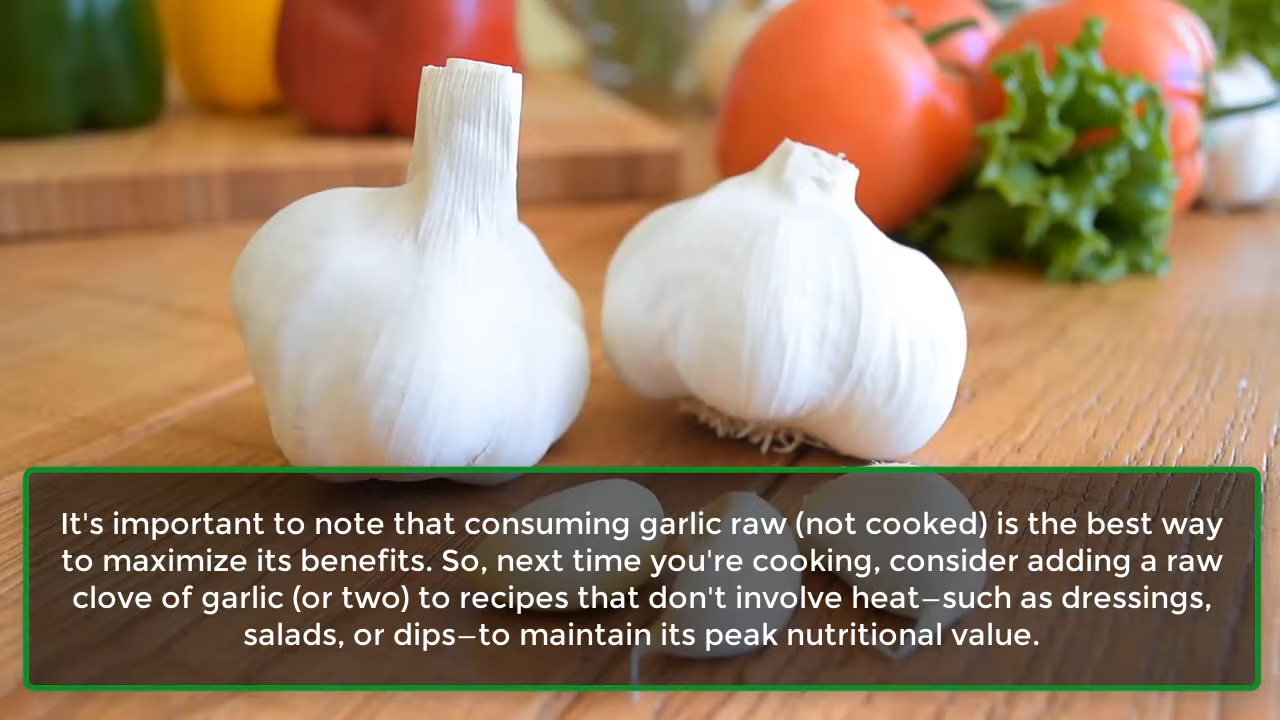 It's important to note that consuming garlic raw (not cooked) is the best way
to maximize its benefits. So, next time you're cooking, consider adding a raw
clove of garlic (or two) to recipes that don't involve heat—such as dressings,
salads, or dips—to maintain its peak nutritional value.